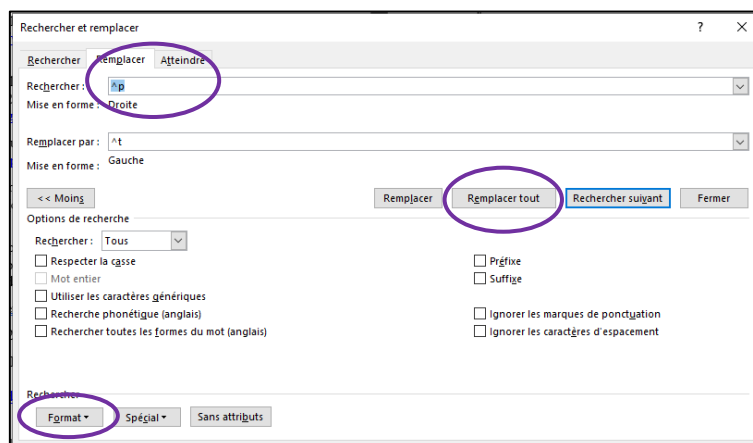 Rechercher et remplacer ? X
Rechercher Remplacer Atteindre
Rechercher : ^p
Mise en forme : Droite
Remplacer par : ^t
Mise en forme : Gauche
<< Moins Remplacer Remplacer tout Rechercher suivant Fermer
Options de recherche
Rechercher : Tous
Respecter la casse Préfixe
Mot entier Suffixe
Utiliser les caractères génériques
Recherche phonétique (anglais) Ignorer les marques de ponctuation
Rechercher toutes les formes du mot (anglais) Ignorer les caractères d'espacement
Rechercher
Format Spécial Sans attributs